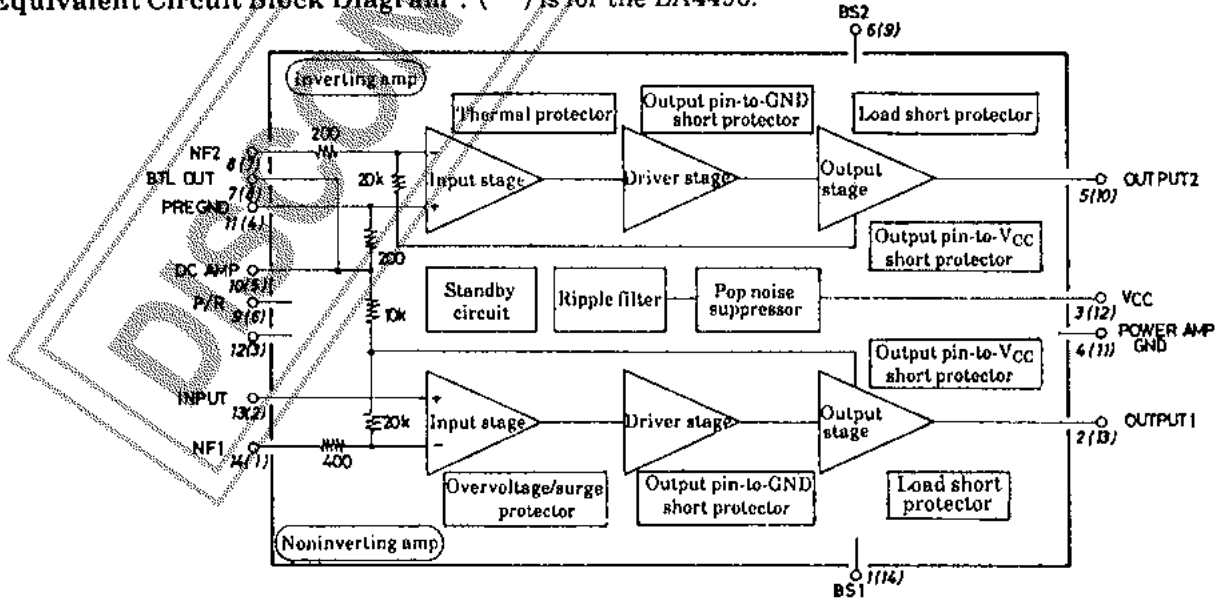 Equivalent Circuit Block Diagram : ( ) is for the LA4490.
BS2
6(9)
Inverting amp
Thermal protector
Output pin-to-GND
short protector
Load short protector
NF2
8(7)
200
BTL OUT
7(8)
20k
Input stage
Driver stage
Output
stage
OUTPUT2
5(10)
PREGND
11(4)
200
Output pin-to-VCC
short protector
DC AMP
10(5)
Standby
circuit
Ripple filter
Pop noise
suppressor
VCC
3(12)
P/R
9(6)
10k
12(3)
POWER AMP
GND
4(11)
Output pin-to-VCC
short protector
INPUT
13(2)
20k
Input stage
Driver stage
Output
stage
OUTPUT1
2(13)
NF1
14(1)
400
Overvoltage/surge
protector
Output pin-to-GND
short protector
Load short
protector
Noninverting amp
BS1
1(14)
DISCON